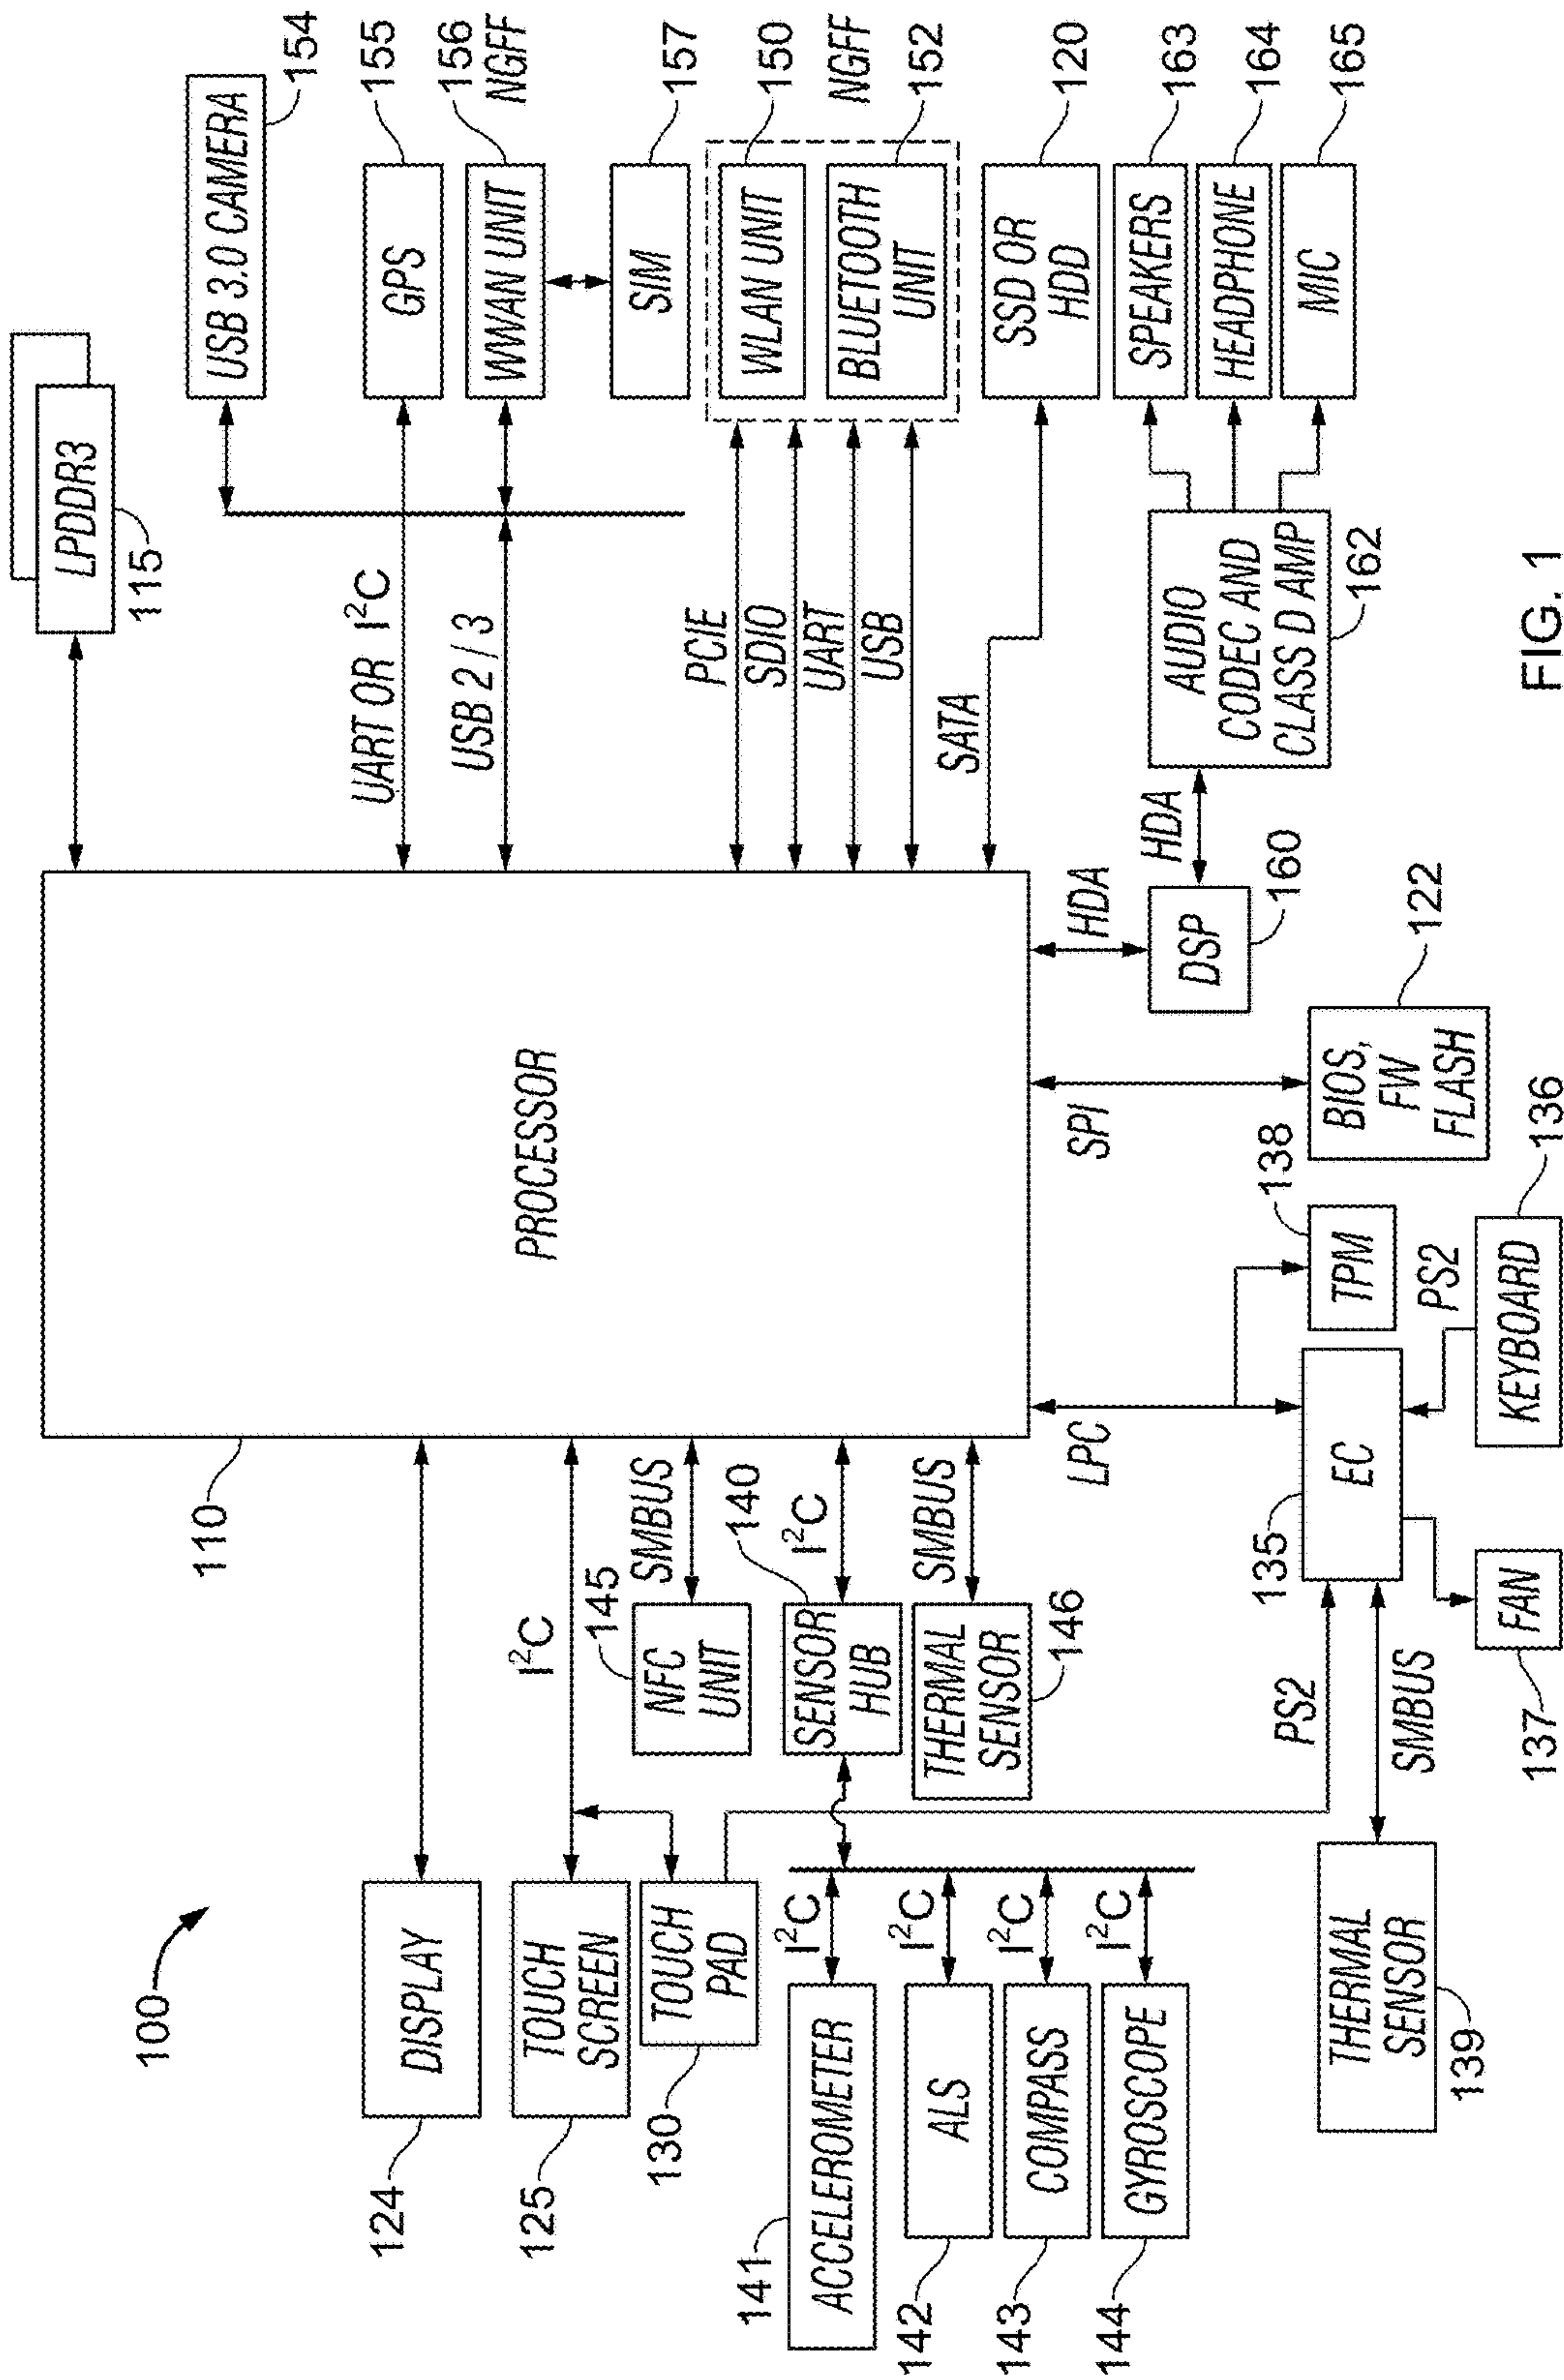 100
LPDDR3
115
USB 3.0 CAMERA
154
GPS
155
UART OR I²C
WWAN UNIT
156
NGFF
USB 2 / 3
SIM
157
WLAN UNIT
150
NGFF
BLUETOOTH
UNIT
152
PCIE
SDIO
UART
USB
SSD OR
HDD
120
SATA
SPEAKERS
163
HEADPHONE
164
MIC
165
AUDIO
CODEC AND
CLASS D AMP
162
HDA
HDA
DSP
160
PROCESSOR
110
SPI
BIOS,
FW
FLASH
122
LPC
TPM
138
EC
135
PS2
KEYBOARD
136
FAN
137
DISPLAY
124
TOUCH
SCREEN
125
I²C
TOUCH
PAD
130
NFC
UNIT
145
SMBUS
SENSOR
HUB
140
I²C
THERMAL
SENSOR
146
SMBUS
PS2
SMBUS
ACCELEROMETER
141
I²C
ALS
142
I²C
COMPASS
143
I²C
GYROSCOPE
144
I²C
THERMAL
SENSOR
139
FIG. 1